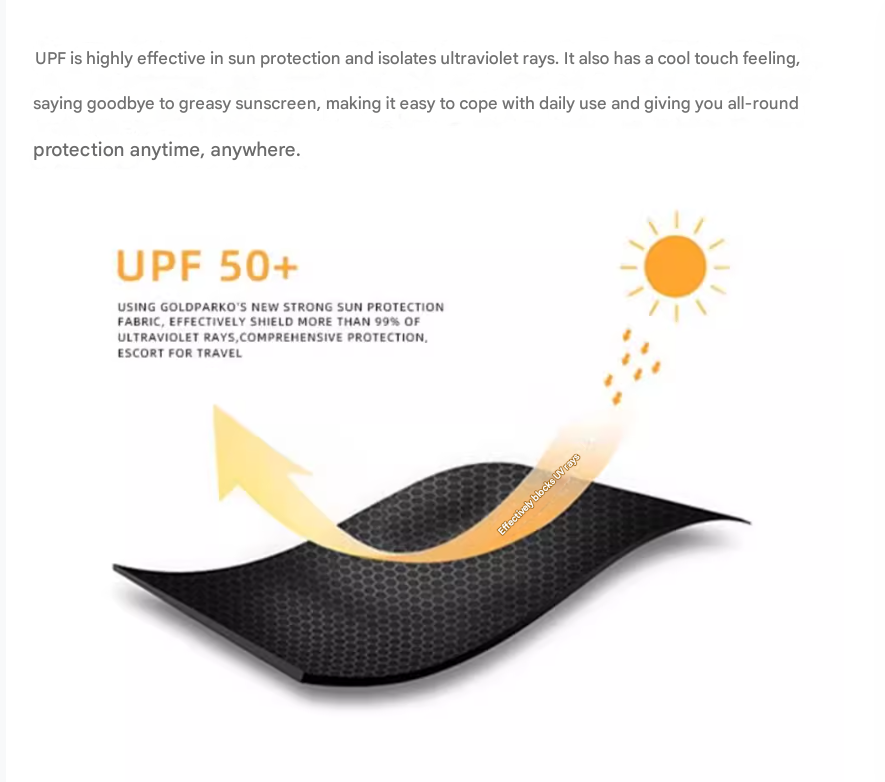 UPF is highly effective in sun protection and isolates ultraviolet rays. It also has a cool touch feeling,
saying goodbye to greasy sunscreen, making it easy to cope with daily use and giving you all-round
protection anytime, anywhere.
UPF 50+
USING GOLDPARKO'S NEW STRONG SUN PROTECTION
FABRIC, EFFECTIVELY SHIELD MORE THAN 99% OF
ULTRAVIOLET RAYS,COMPREHENSIVE PROTECTION,
ESCORT FOR TRAVEL
Effectively blocks UV rays